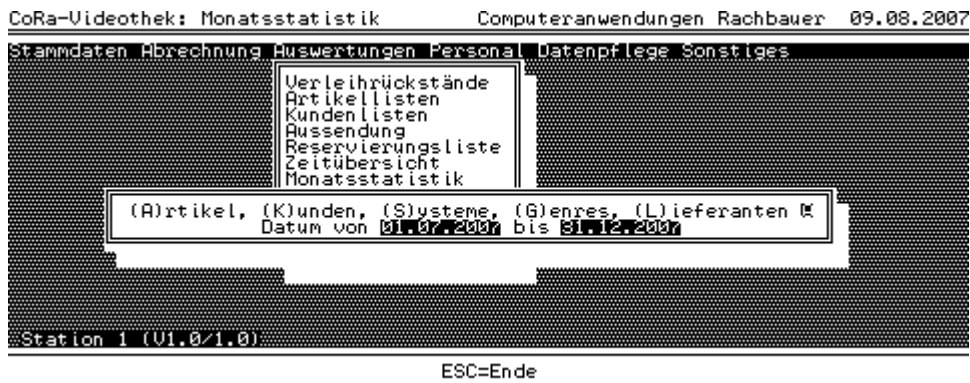 CoRa-Videothek: Monatsstatistik Computeranwendungen Rachbauer 09.08.2007
Stammdaten Abrechnung Auswertungen Personal Datenpflege Sonstiges
Verleihrückstände
Artikellisten
Kundenlisten
Aussendung
Reservierungsliste
Zeitübersicht
Monatsstatistik
(A)rtikel, (K)unden, (S)ysteme, (G)enres, (L)ieferanten K
Datum von 01.07.2007 bis 31.12.2007
Station 1 (V1.0/1.0)
ESC=Ende